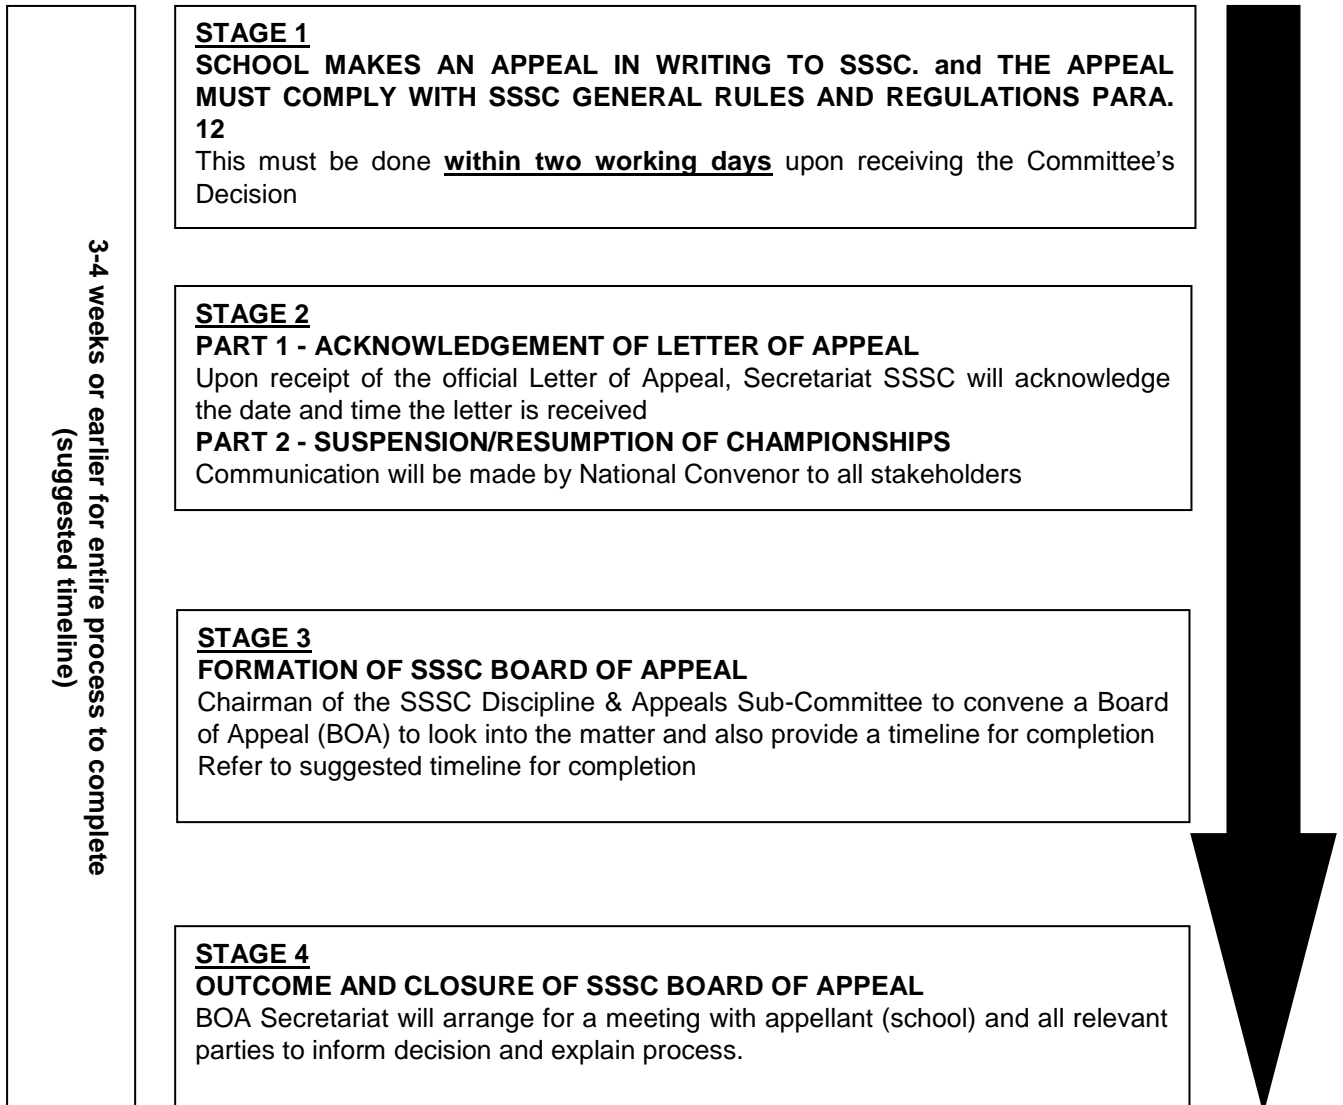 3-4 weeks or earlier for entire process to complete
(suggested timeline)
STAGE 1
SCHOOL MAKES AN APPEAL IN WRITING TO SSSC. and THE APPEAL
MUST COMPLY WITH SSSC GENERAL RULES AND REGULATIONS PARA.
12
This must be done within two working days upon receiving the Committee's
Decision
STAGE 2
PART 1 - ACKNOWLEDGEMENT OF LETTER OF APPEAL
Upon receipt of the official Letter of Appeal, Secretariat SSSC will acknowledge
the date and time the letter is received
PART 2 - SUSPENSION/RESUMPTION OF CHAMPIONSHIPS
Communication will be made by National Convenor to all stakeholders
STAGE 3
FORMATION OF SSSC BOARD OF APPEAL
Chairman of the SSSC Discipline & Appeals Sub-Committee to convene a Board
of Appeal (BOA) to look into the matter and also provide a timeline for completion
Refer to suggested timeline for completion
STAGE 4
OUTCOME AND CLOSURE OF SSSC BOARD OF APPEAL
BOA Secretariat will arrange for a meeting with appellant (school) and all relevant
parties to inform decision and explain process.